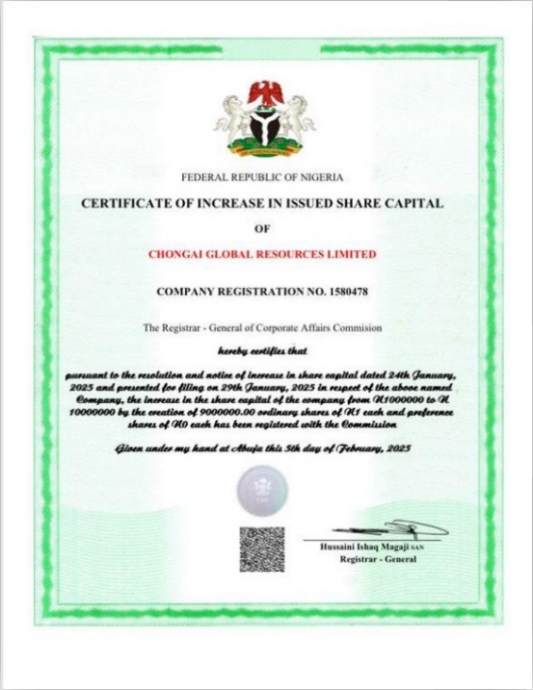 FEDERAL REPUBLIC OF NIGERIA
CERTIFICATE OF INCREASE IN ISSUED SHARE CAPITAL
OF
CHONGAI GLOBAL RESOURCES LIMITED
COMPANY REGISTRATION NO. 1580478
The Registrar - General of Corporate Affairs Commision
hereby certifies that
pursuant to the resolution and notice of increase in share capital dated 24th January,
2025 and presented for filing on 29th January, 2025 in respect of the above named
Company, the increase in the share capital of the company from N1000000 to N
10000000 by the creation of 9000000.00 ordinary shares of N1 each and preference
shares of N0 each has been registered with the Commission
Given under my hand at Abuja this 5th day of February, 2025
Hussaini Ishaq Magaji SAN
Registrar - General